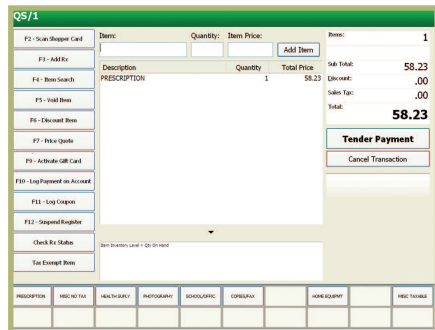 QS/1
F2 - Scan Shopper Card
F3 - Add Rx
F4 - Item Search
F5 - Void Item
F6 - Discount Item
F7 - Price Quote
F9 - Activate Gift Card
F10 - Log Payment on Account
F11 - Log Coupon
F12 - Suspend Register
Check Rx Status
Tax Exempt Item
Item: Quantity: Item Price:
Add Item
Description Quantity Total Price
PRESCRIPTION 1 58.23
Item Inventory Level = Qty On Hand
Items: 1
Sub Total: 58.23
Discount: .00
Sales Tax: .00
Total: 58.23
Tender Payment
Cancel Transaction
PRESCRIPTION MISC NO TAX HEALTH SUPLY PHOTOGRAPHY SCHOOL/OFFIC COPIES/FAX HOME EQUIPMT MISC TAXABLE